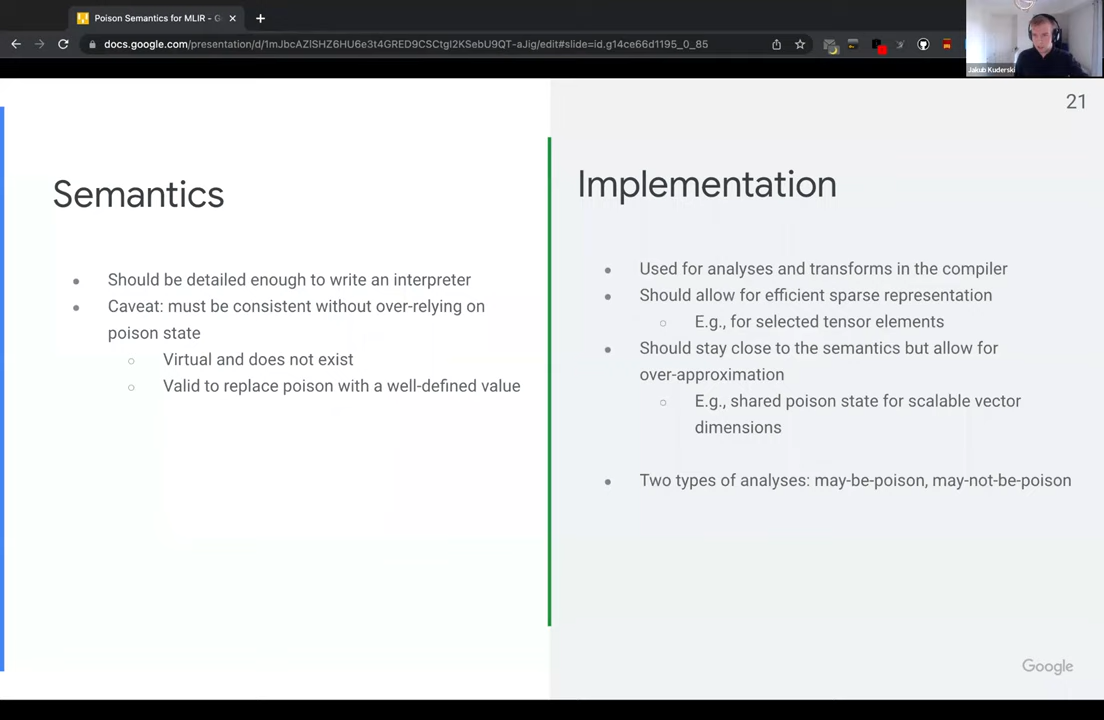 Poison Semantics for MLIR - G
docs.google.com/presentation/d/1mJbcAZISHZ6HU6e3t4GRED9CSCtgI2KSebU9QT-aJig/edit#slide=id.g14ce66d1195_0_85
Jakub Kuderski
21
Semantics
Should be detailed enough to write an interpreter
Caveat: must be consistent without over-relying on
poison state
Virtual and does not exist
Valid to replace poison with a well-defined value
Implementation
Used for analyses and transforms in the compiler
Should allow for efficient sparse representation
E.g., for selected tensor elements
Should stay close to the semantics but allow for
over-approximation
E.g., shared poison state for scalable vector
dimensions
Two types of analyses: may-be-poison, may-not-be-poison
Google